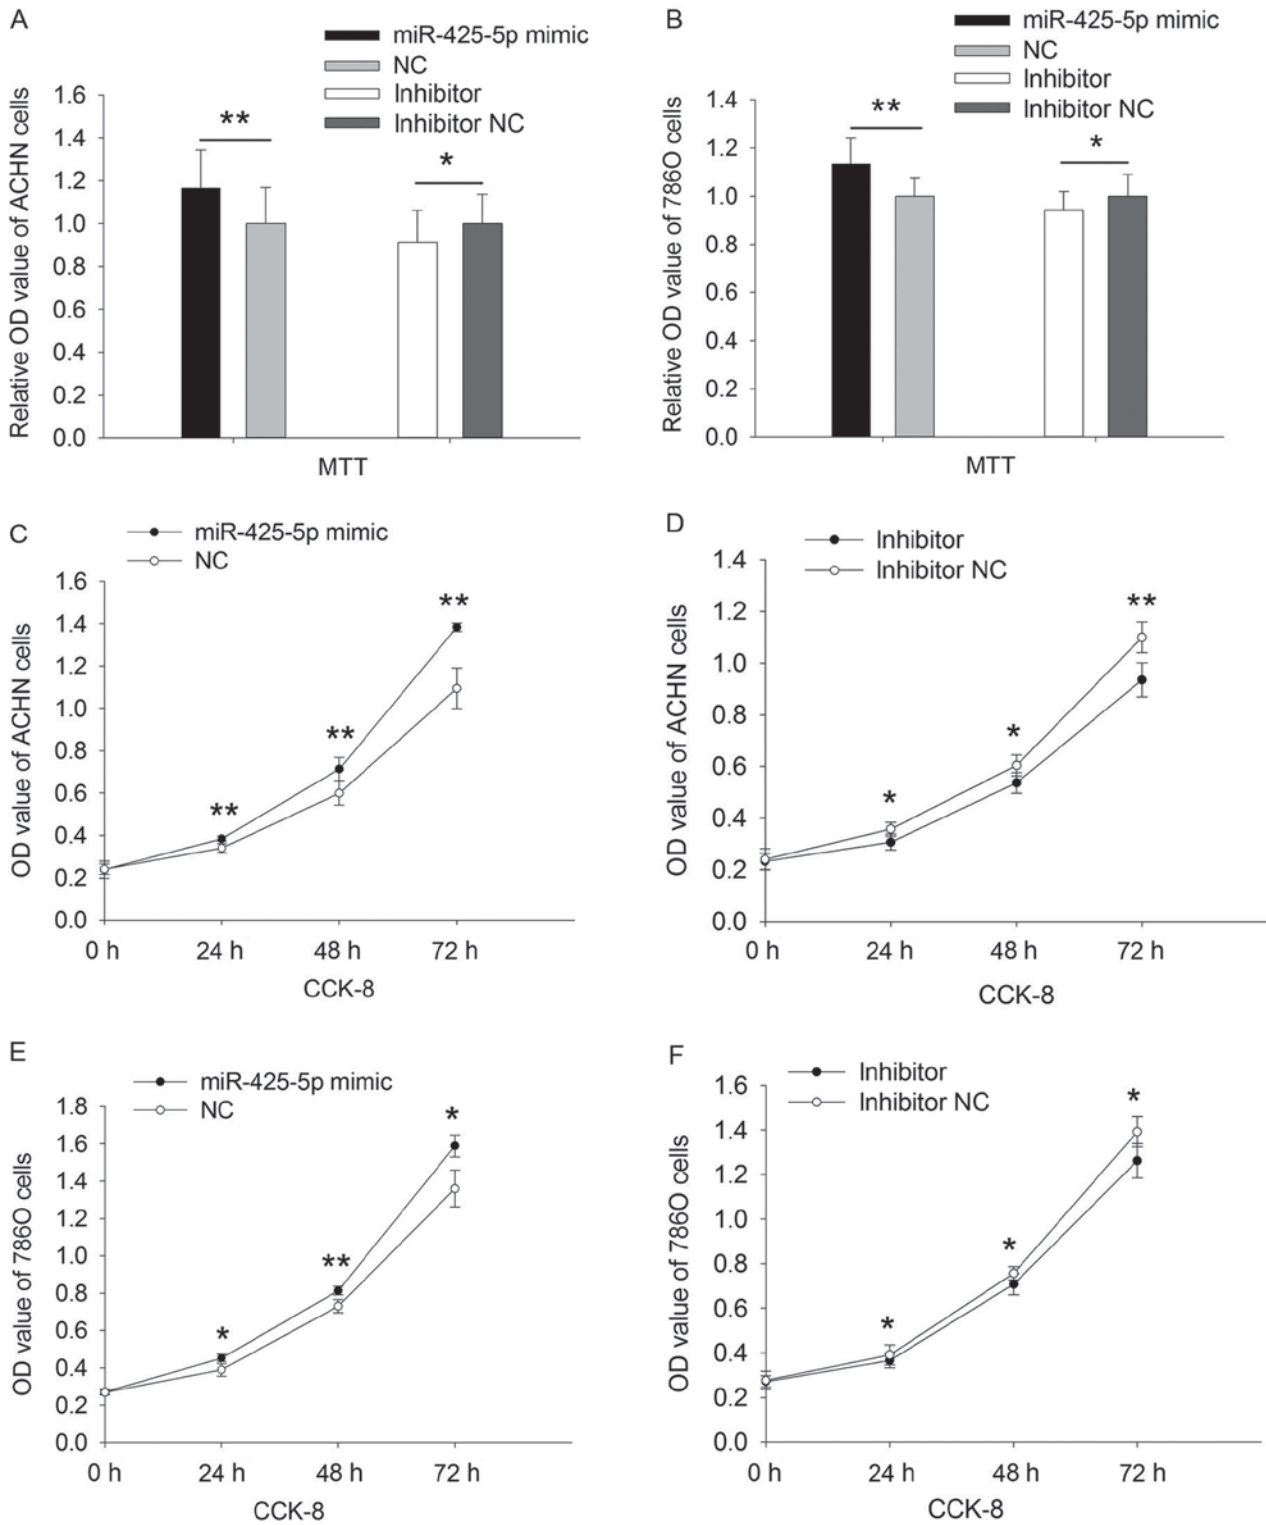 A
miR-425-5p mimic
NC
Inhibitor
Inhibitor NC
Relative OD value of ACHN cells
1.6
1.4
1.2
1.0
0.8
0.6
0.4
0.2
0.0
**
*
MTT
B
miR-425-5p mimic
NC
Inhibitor
Inhibitor NC
Relative OD value of 786O cells
1.4
1.2
1.0
0.8
0.6
0.4
0.2
0.0
**
*
MTT
C
miR-425-5p mimic
NC
OD value of ACHN cells
1.6
1.4
1.2
1.0
0.8
0.6
0.4
0.2
0.0
**
**
**
0 h 24 h 48 h 72 h
CCK-8
D
Inhibitor
Inhibitor NC
OD value of ACHN cells
1.4
1.2
1.0
0.8
0.6
0.4
0.2
0.0
*
*
**
0 h 24 h 48 h 72 h
CCK-8
E
miR-425-5p mimic
NC
OD value of 786O cells
1.8
1.6
1.4
1.2
1.0
0.8
0.6
0.4
0.2
0.0
*
**
*
0 h 24 h 48 h 72 h
CCK-8
F
Inhibitor
Inhibitor NC
OD value of 786O cells
1.6
1.4
1.2
1.0
0.8
0.6
0.4
0.2
0.0
*
*
*
0 h 24 h 48 h 72 h
CCK-8